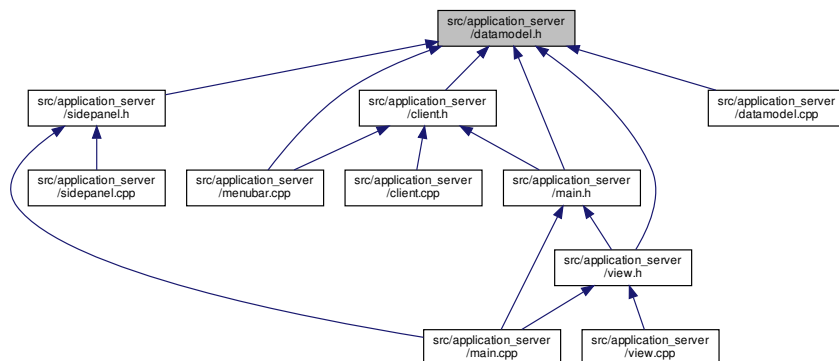 src/application_server
/datamodel.h
src/application_server
/sidepanel.h
src/application_server
/client.h
src/application_server
/datamodel.cpp
src/application_server
/sidepanel.cpp
src/application_server
/menubar.cpp
src/application_server
/client.cpp
src/application_server
/main.h
src/application_server
/view.h
src/application_server
/main.cpp
src/application_server
/view.cpp